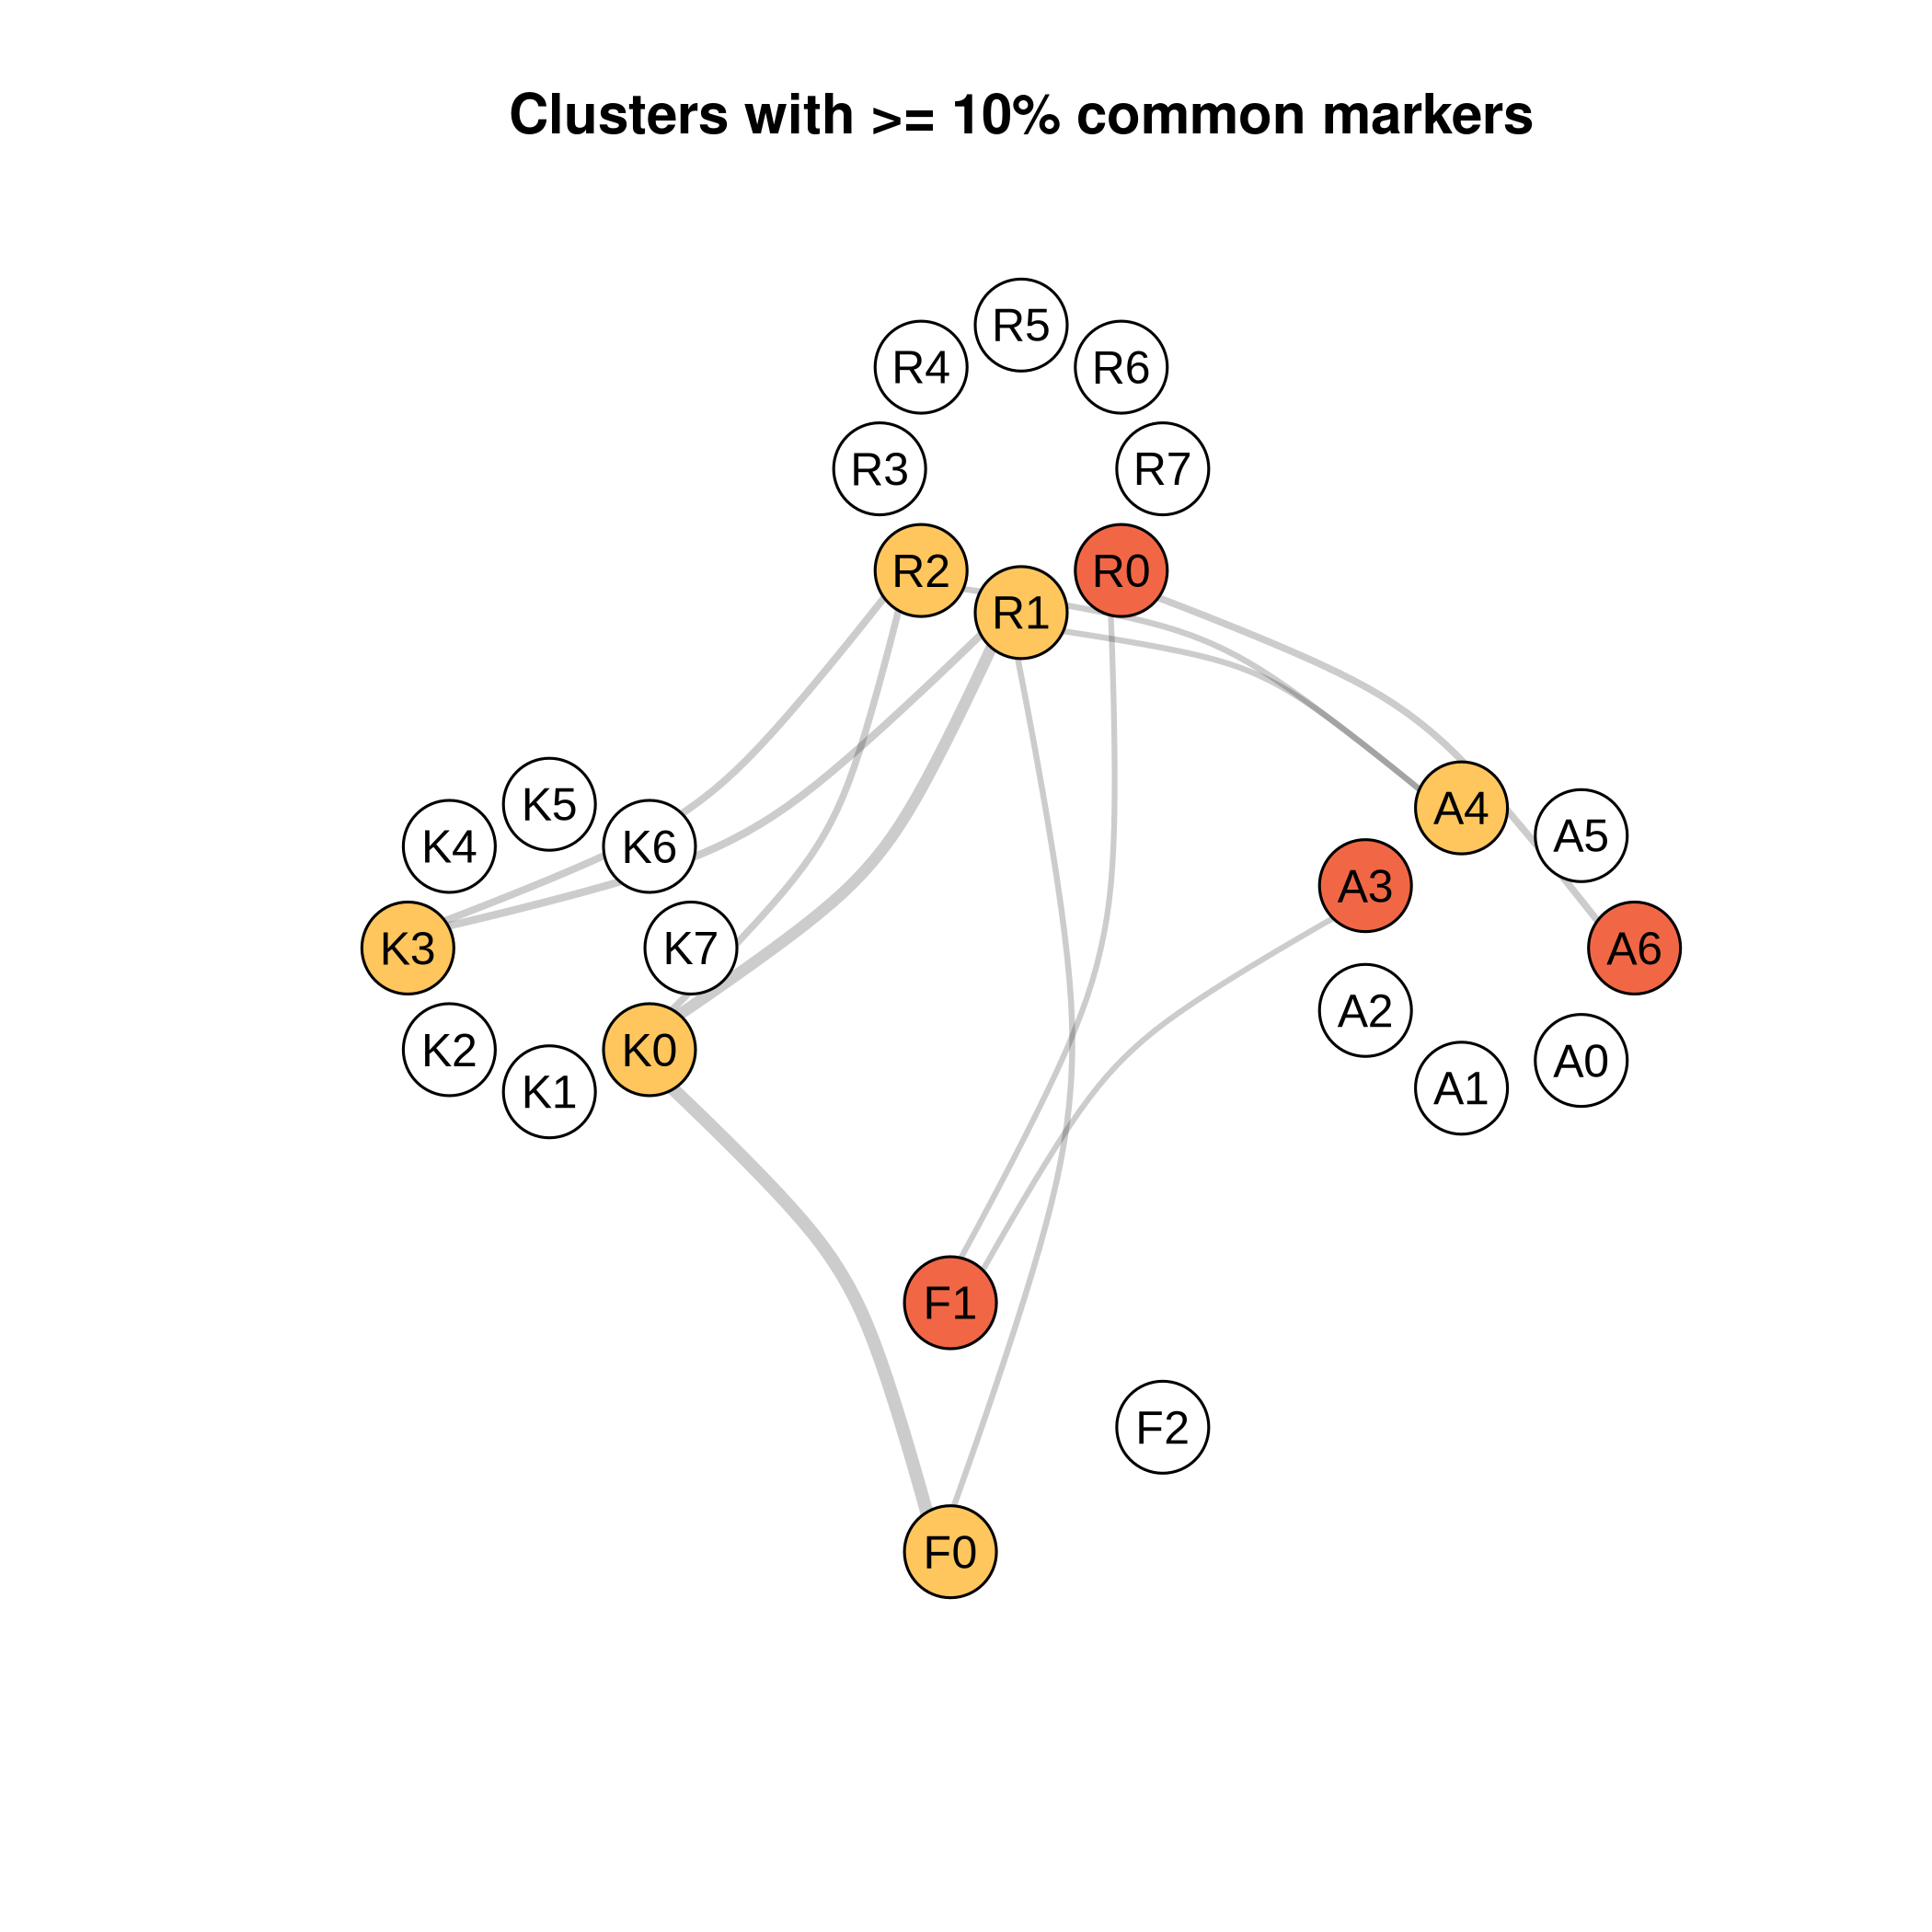 Clusters with >= 10% common markers
R5
R4
R6
R3
R7
R2
R0
R1
K5
A4
A5
K4
K6
A3
K3
K7
A6
A2
K2
K0
A0
K1
A1
F1
F2
F0